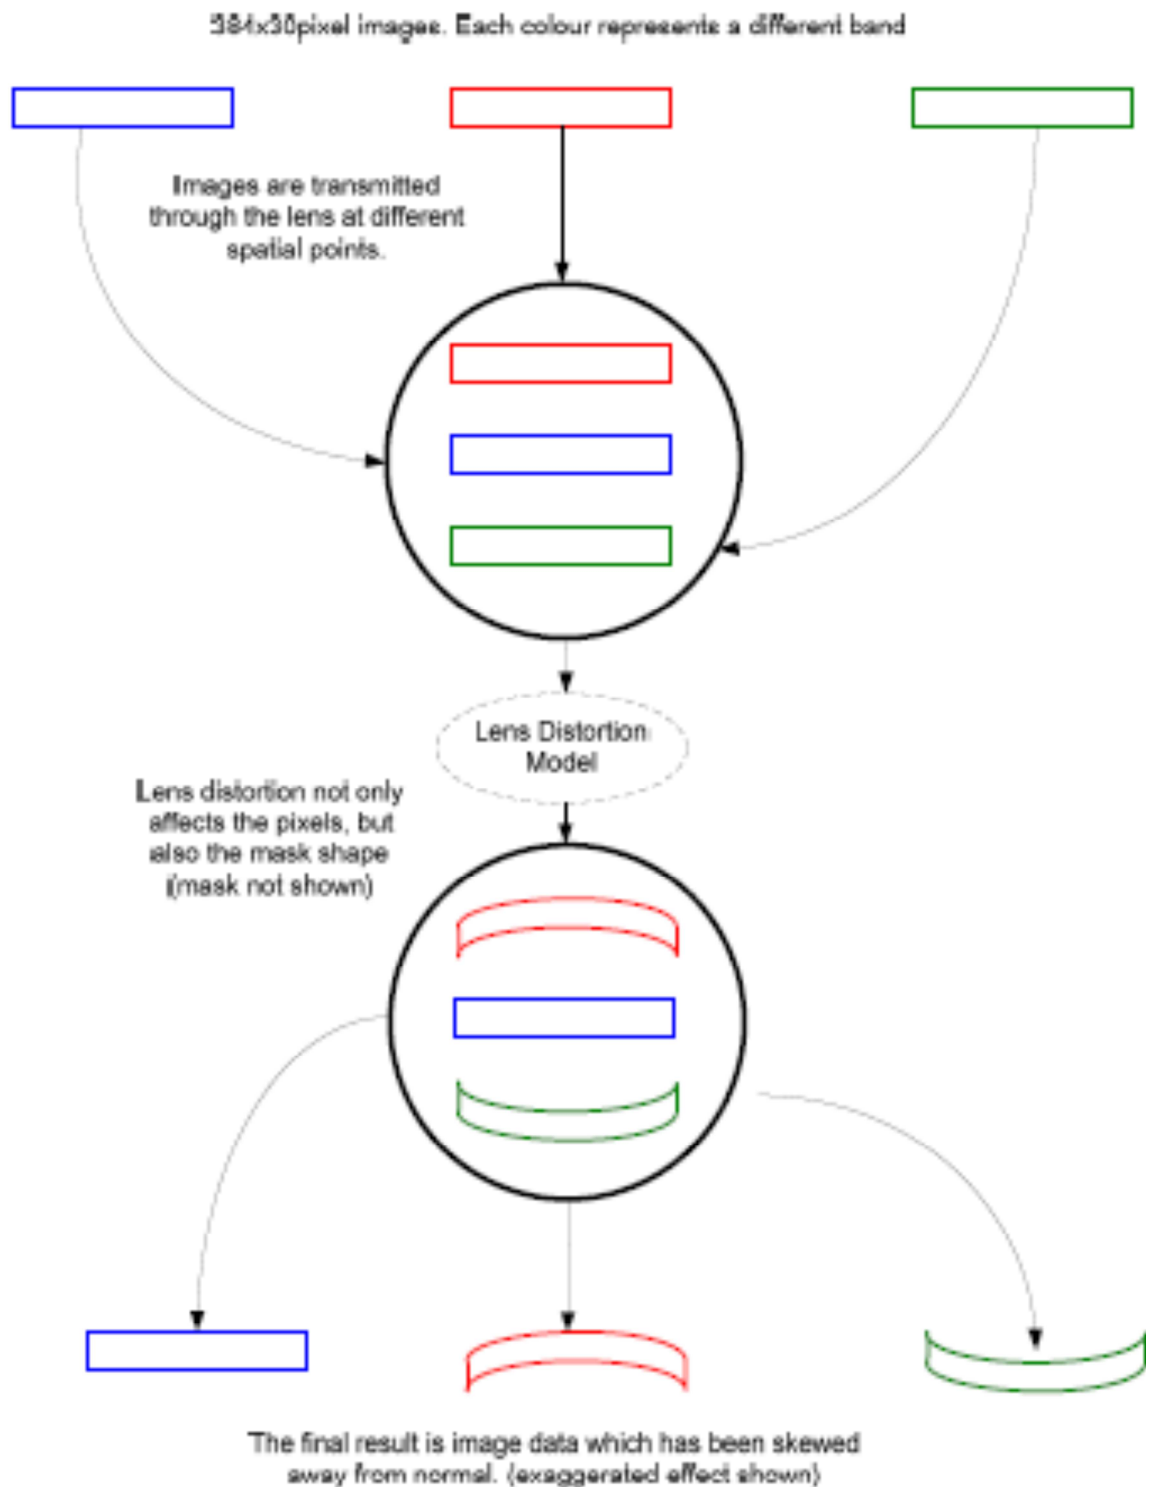 384x30pixel images. Each colour represents a different band
Images are transmitted
through the lens at different
spatial points.
Lens Distortion
Model
Lens distortion not only
affects the pixels, but
also the mask shape
(mask not shown)
The final result is image data which has been skewed
away from normal. (exaggerated effect shown)